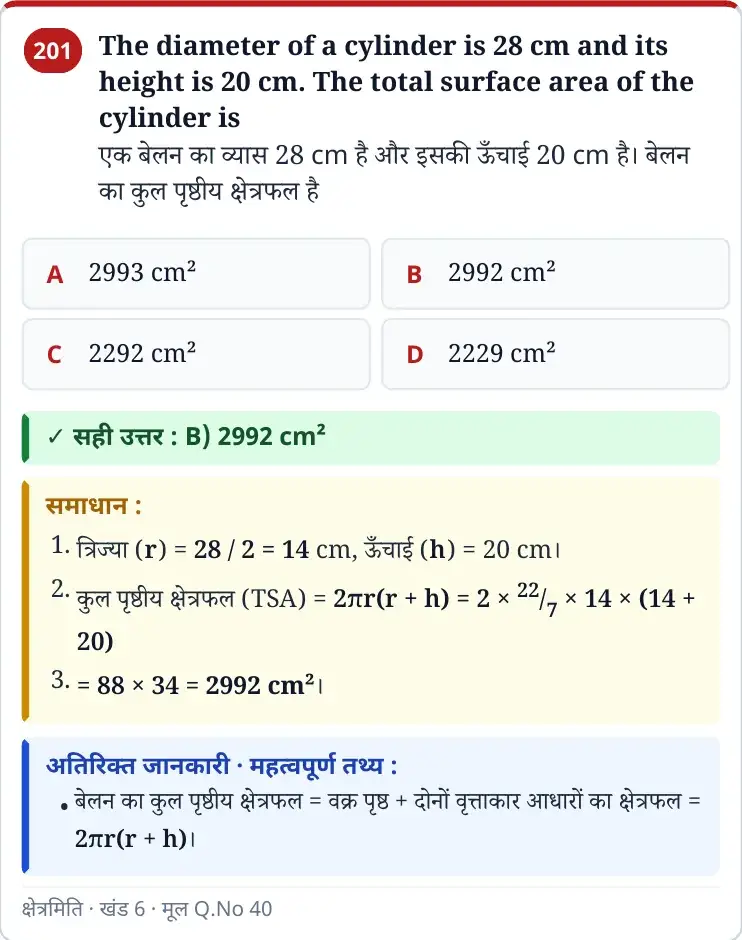 201
The diameter of a cylinder is 28 cm and its
height is 20 cm. The total surface area of the
cylinder is
एक बेलन का व्यास 28 cm है और इसकी ऊँचाई 20 cm है। बेलन
का कुल पृष्ठीय क्षेत्रफल है
A 2993 cm²
B 2992 cm²
C 2292 cm²
D 2229 cm²
✓ सही उत्तर : B) 2992 cm²
समाधान :
1. त्रिज्या (r) = 28 / 2 = 14 cm, ऊँचाई (h) = 20 cm।
2. कुल पृष्ठीय क्षेत्रफल (TSA) = 2πr(r + h) = 2 × ²²/₇ × 14 × (14 +
20)
3. = 88 × 34 = 2992 cm²।
अतिरिक्त जानकारी · महत्वपूर्ण तथ्य :
• बेलन का कुल पृष्ठीय क्षेत्रफल = वक्र पृष्ठ + दोनों वृत्ताकार आधारों का क्षेत्रफल =
2πr(r + h)।
क्षेत्रमिति · खंड 6 · मूल Q.No 40